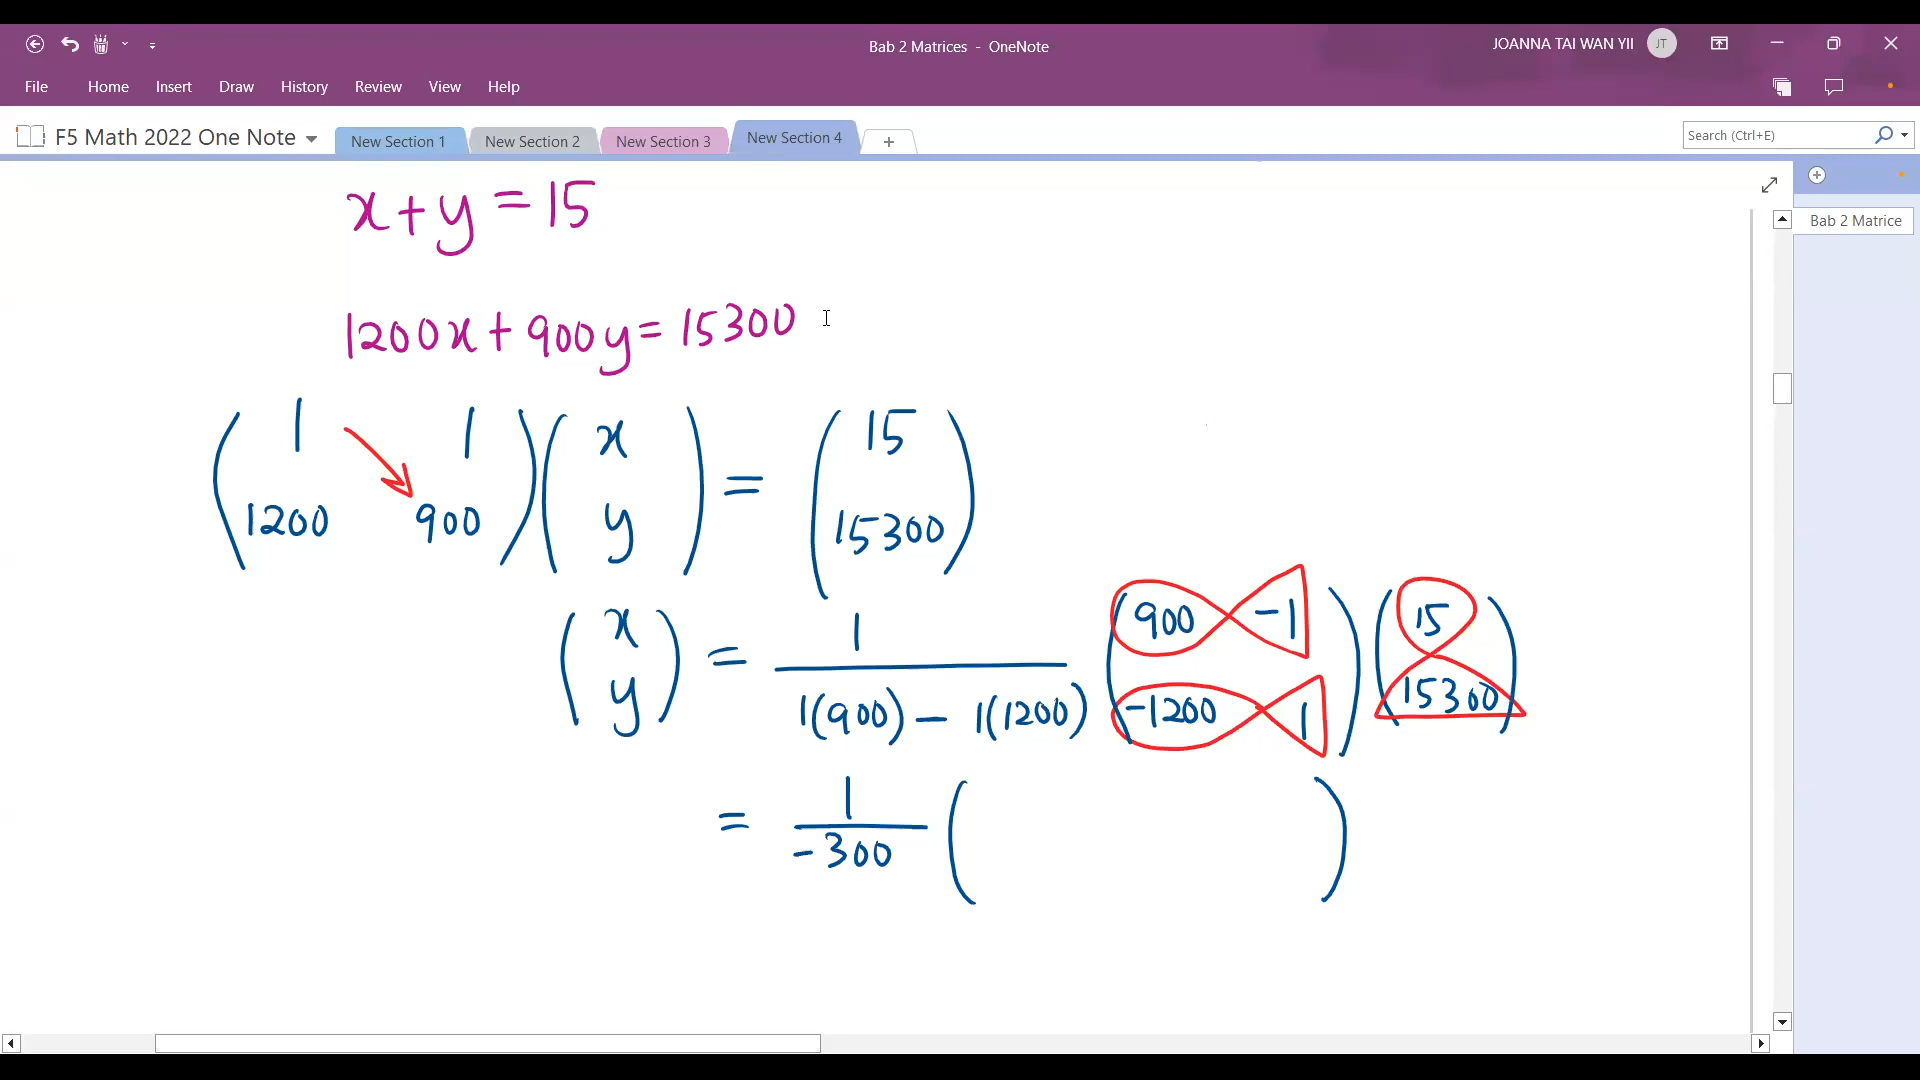 Bab 2 Matrices - OneNote
JOANNA TAI WAN YII JT
File Home Insert Draw History Review View Help
F5 Math 2022 One Note New Section 1 New Section 2 New Section 3 New Section 4 + Search (Ctrl+E)
Bab 2 Matrice
x + y = 15
1200x + 900y = 15300
( 1 1 ) ( x ) = ( 15 )
( 1200 900 ) ( y ) ( 15300 )
( x ) = 1 ( 900 -1 ) ( 15 )
( y ) 1(900) - 1(1200) ( -1200 1 ) ( 15300 )
= 1 ( )
-300